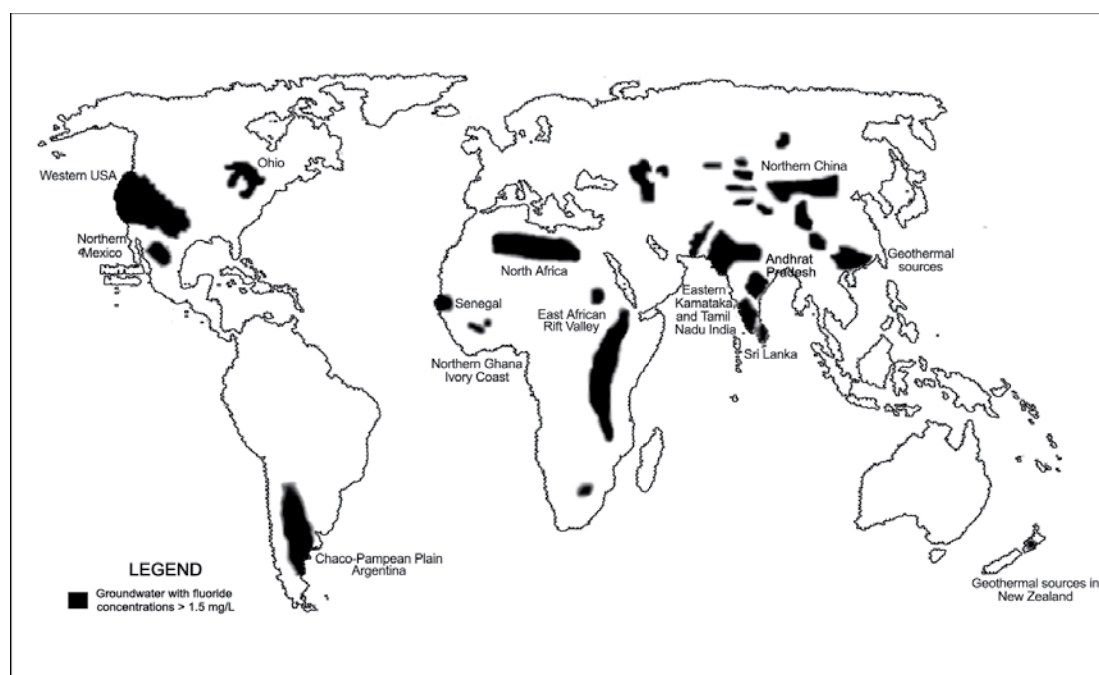 Ohio
Western USA
Northern China
Northern
Mexico
North Africa
Andhrat
Pradesh
Geothermal
sources
Senegal
East African
Rift Valley
Eastern
Kamataka,
and Tamil
Nadu India
Sri Lanka
Northern Ghana
Ivory Coast
Chaco-Pampean Plain
Argentina
LEGEND
Groundwater with fluoride
concentrations > 1.5 mg/L
Geothermal sources in
New Zealand